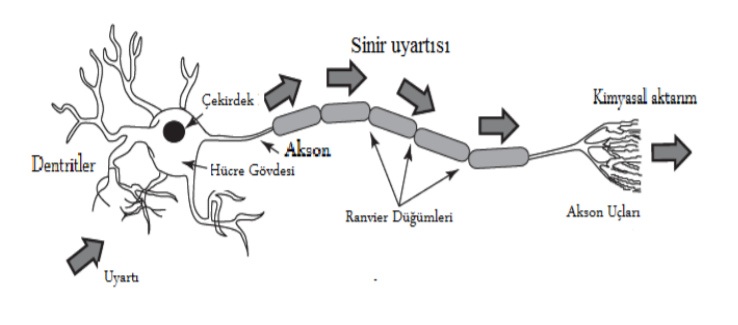 Sinir uyartısı
Çekirdek
Kimyasal aktarım
Akson
Dentritler
Hücre Gövdesi
Ranvier Düğümleri
Akson Uçları
Uyartı